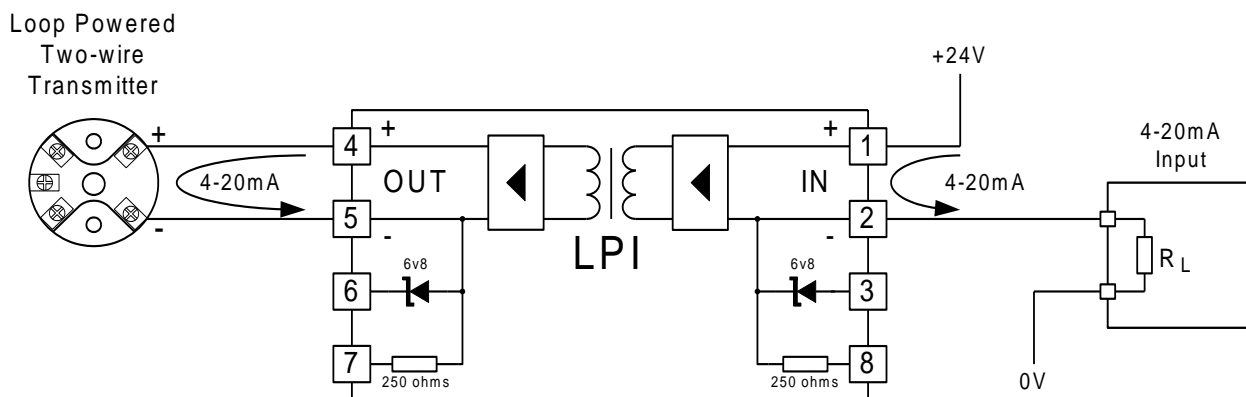 Loop Powered
Two-wire
Transmitter
+
-
4-20mA
4
+
OUT
5
-
6
6v8
7
250 ohms
LPI
+
1
IN
2
-
6v8
3
250 ohms
8
+24V
4-20mA
0V
4-20mA
Input
R L